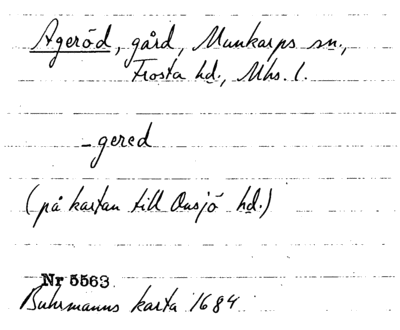 Ageröd, gård, Munkarps sn.,
Frosta hd., Mhs. l.
-gered
(på kartan till Onsjö hd.)
Nr 5563
Buhrmanns karta 1684